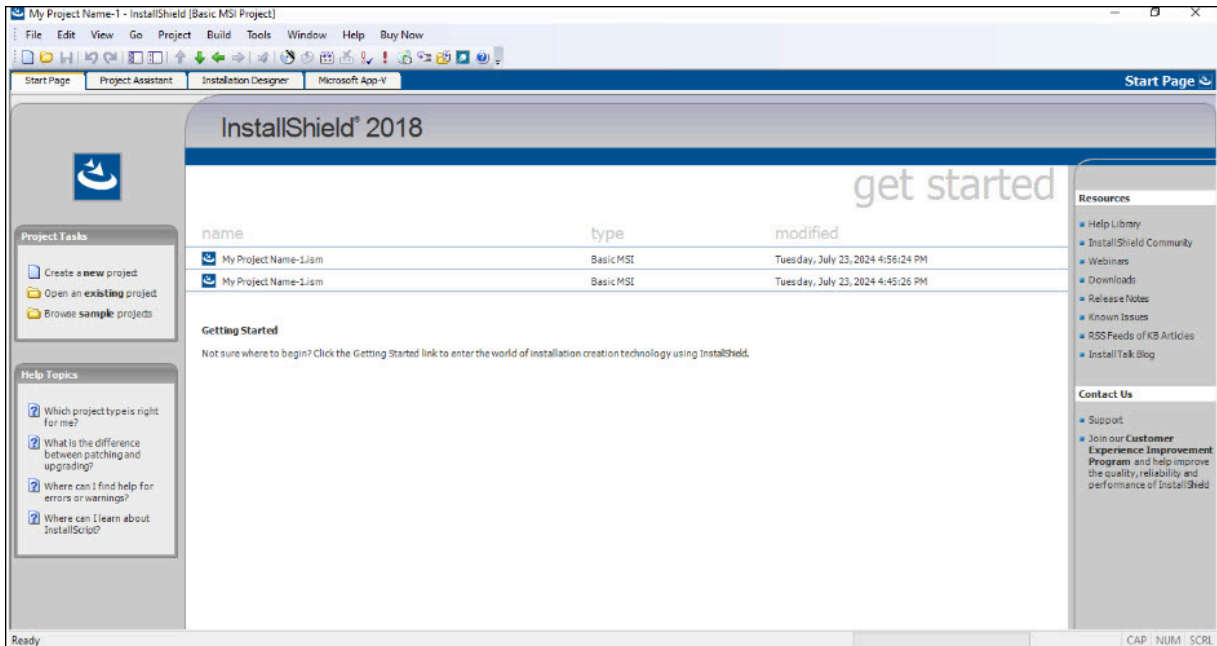 My Project Name-1 - InstallShield [Basic MSI Project]
File Edit View Go Project Build Tools Window Help Buy Now
Start Page Project Assistant Installation Designer Microsoft App-V Start Page
InstallShield® 2018
get started
Project Tasks
Create a new project
Open an existing project
Browse sample projects
Help Topics
Which project type is right
for me?
What is the difference
between patching and
upgrading?
Where can I find help for
errors or warnings?
Where can I learn about
InstallScript?
name type modified
My Project Name-1.ism Basic MSI Tuesday, July 23, 2024 4:56:24 PM
My Project Name-1.ism Basic MSI Tuesday, July 23, 2024 4:45:26 PM
Getting Started
Not sure where to begin? Click the Getting Started link to enter the world of installation creation technology using InstallShield.
Resources
Help Library
InstallShield Community
Webinars
Downloads
Release Notes
Known Issues
RSS Feeds of KB Articles
InstallTalk Blog
Contact Us
Support
Join our Customer
Experience Improvement
Program and help improve
the quality, reliability and
performance of InstallShield
Ready CAP NUM SCRL